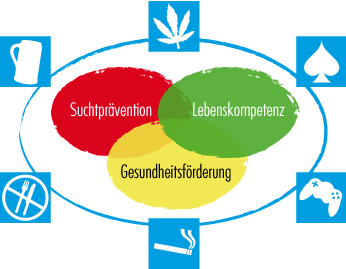 Suchtprävention
Lebenskompetenz
Gesundheitsförderung